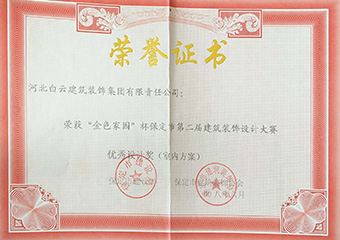 荣誉证书
河北白云建筑装饰集团有限责任公司:
荣获“金色家园”杯保定市第二届建筑装饰设计大赛
优秀设计奖(室内方案)